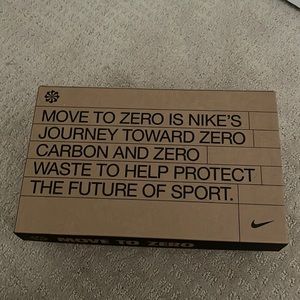 MOVE TO ZERO IS NIKE'S
JOURNEY TOWARD ZERO
CARBON AND ZERO
WASTE TO HELP PROTECT
THE FUTURE OF SPORT.
MOVE TO ZERO